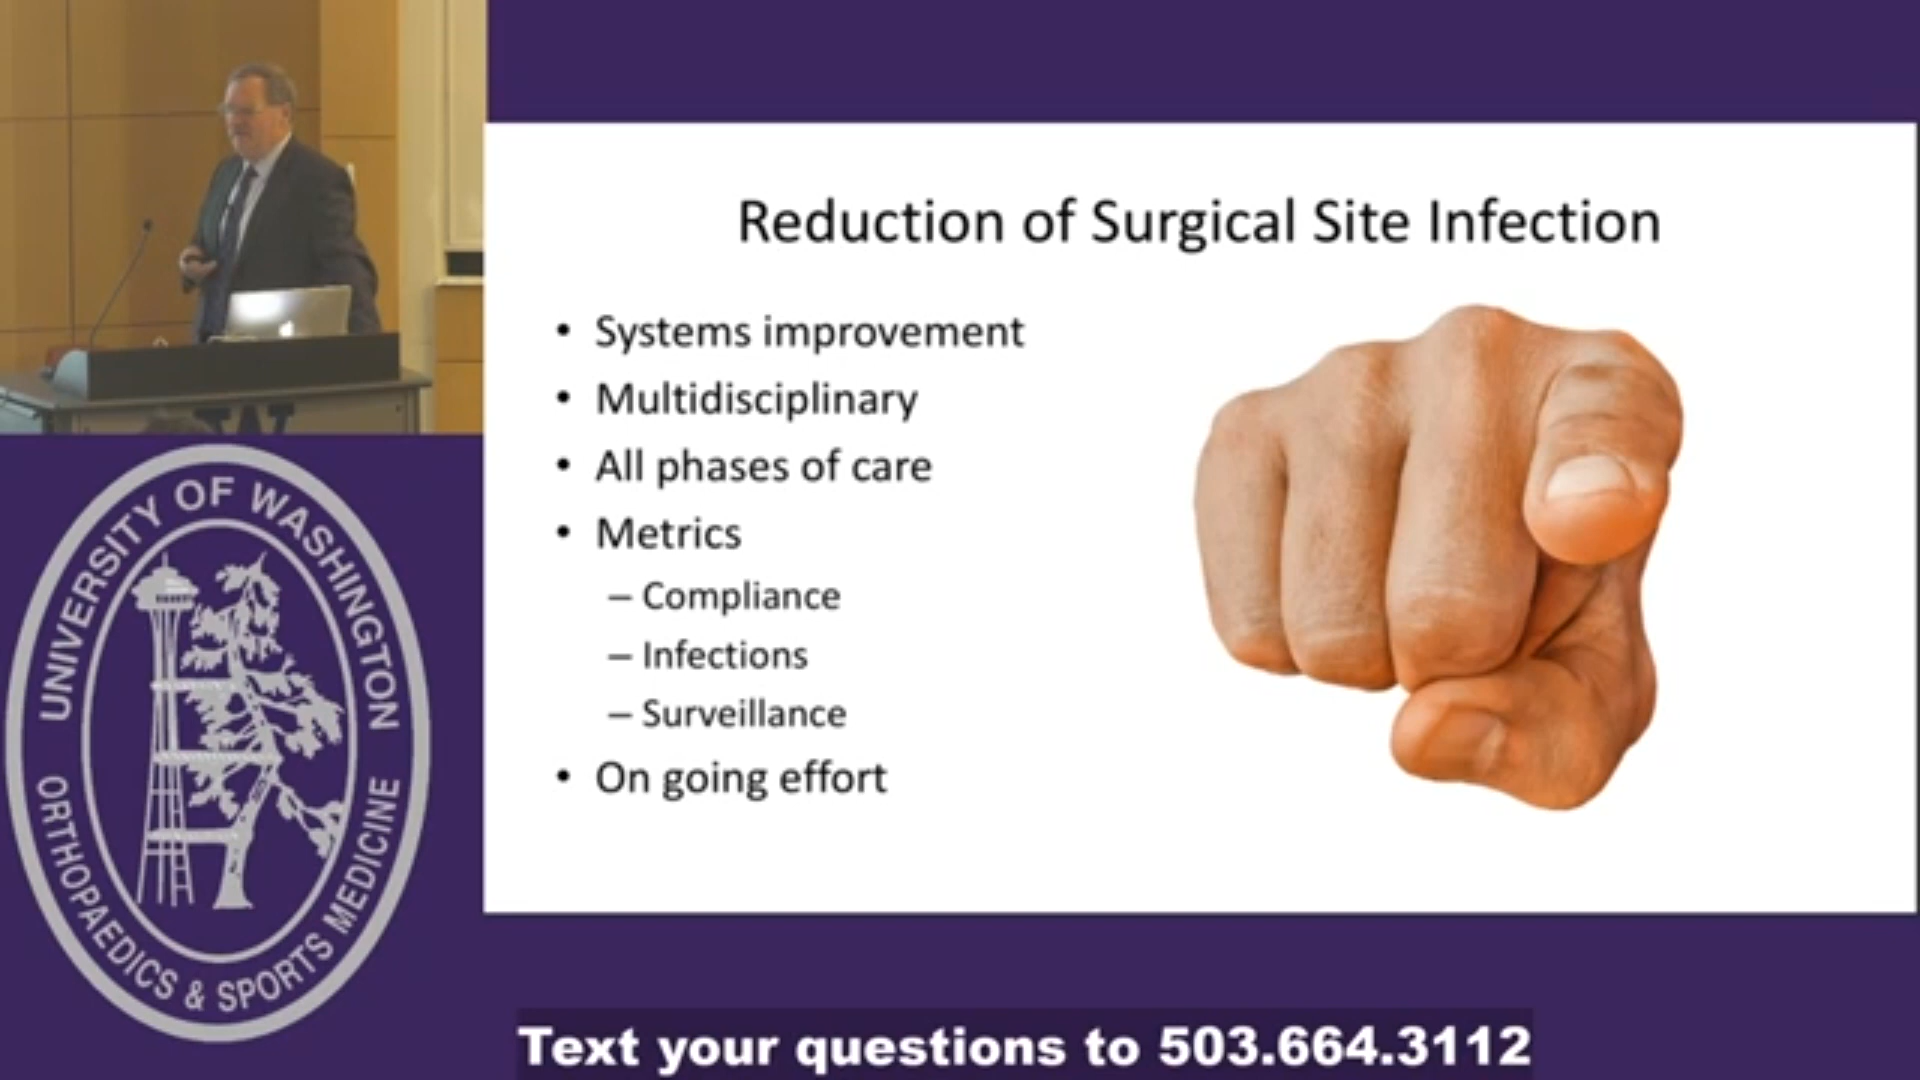 Reduction of Surgical Site Infection
• Systems improvement
• Multidisciplinary
• All phases of care
• Metrics
– Compliance
– Infections
– Surveillance
• On going effort
UNIVERSITY OF WASHINGTON
ORTHOPAEDICS & SPORTS MEDICINE
Text your questions to 503.664.3112